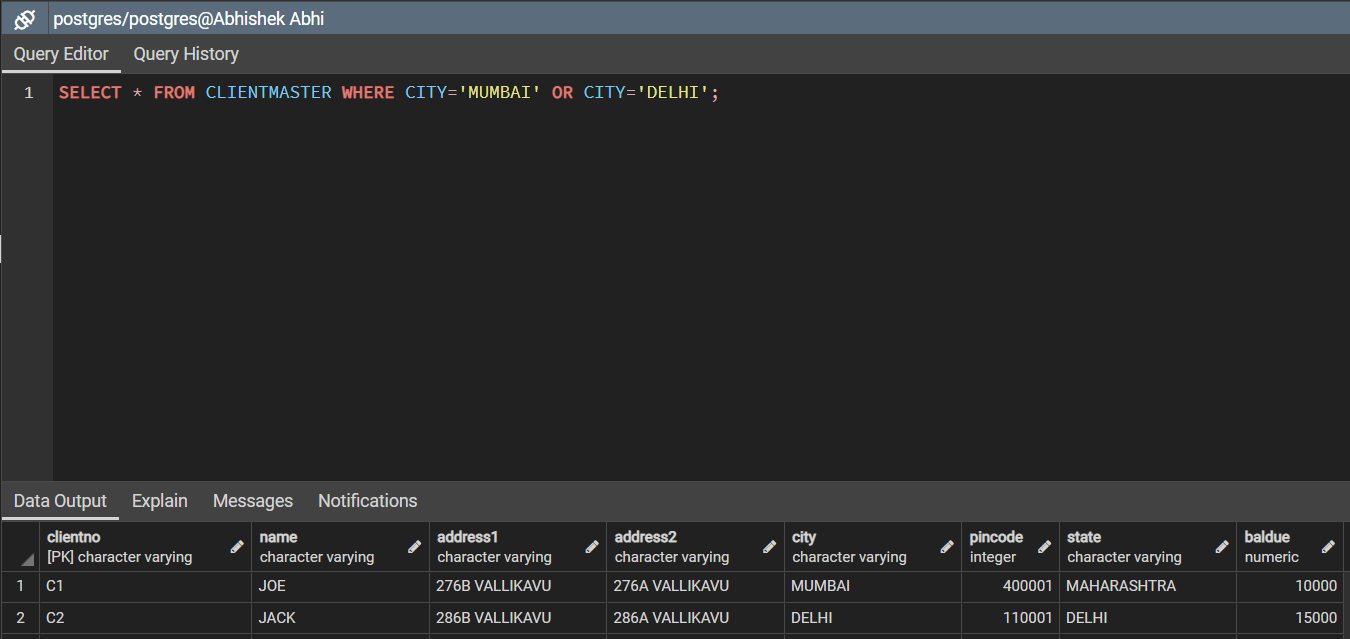 postgres/postgres@Abhishek Abhi
Query Editor Query History
1 SELECT * FROM CLIENTMASTER WHERE CITY='MUMBAI' OR CITY='DELHI';
Data Output Explain Messages Notifications
clientno name address1 address2 city pincode state baldue
[PK] character varying character varying character varying character varying character varying integer character varying numeric
1 C1 JOE 276B VALLIKAVU 276A VALLIKAVU MUMBAI 400001 MAHARASHTRA 10000
2 C2 JACK 286B VALLIKAVU 286A VALLIKAVU DELHI 110001 DELHI 15000